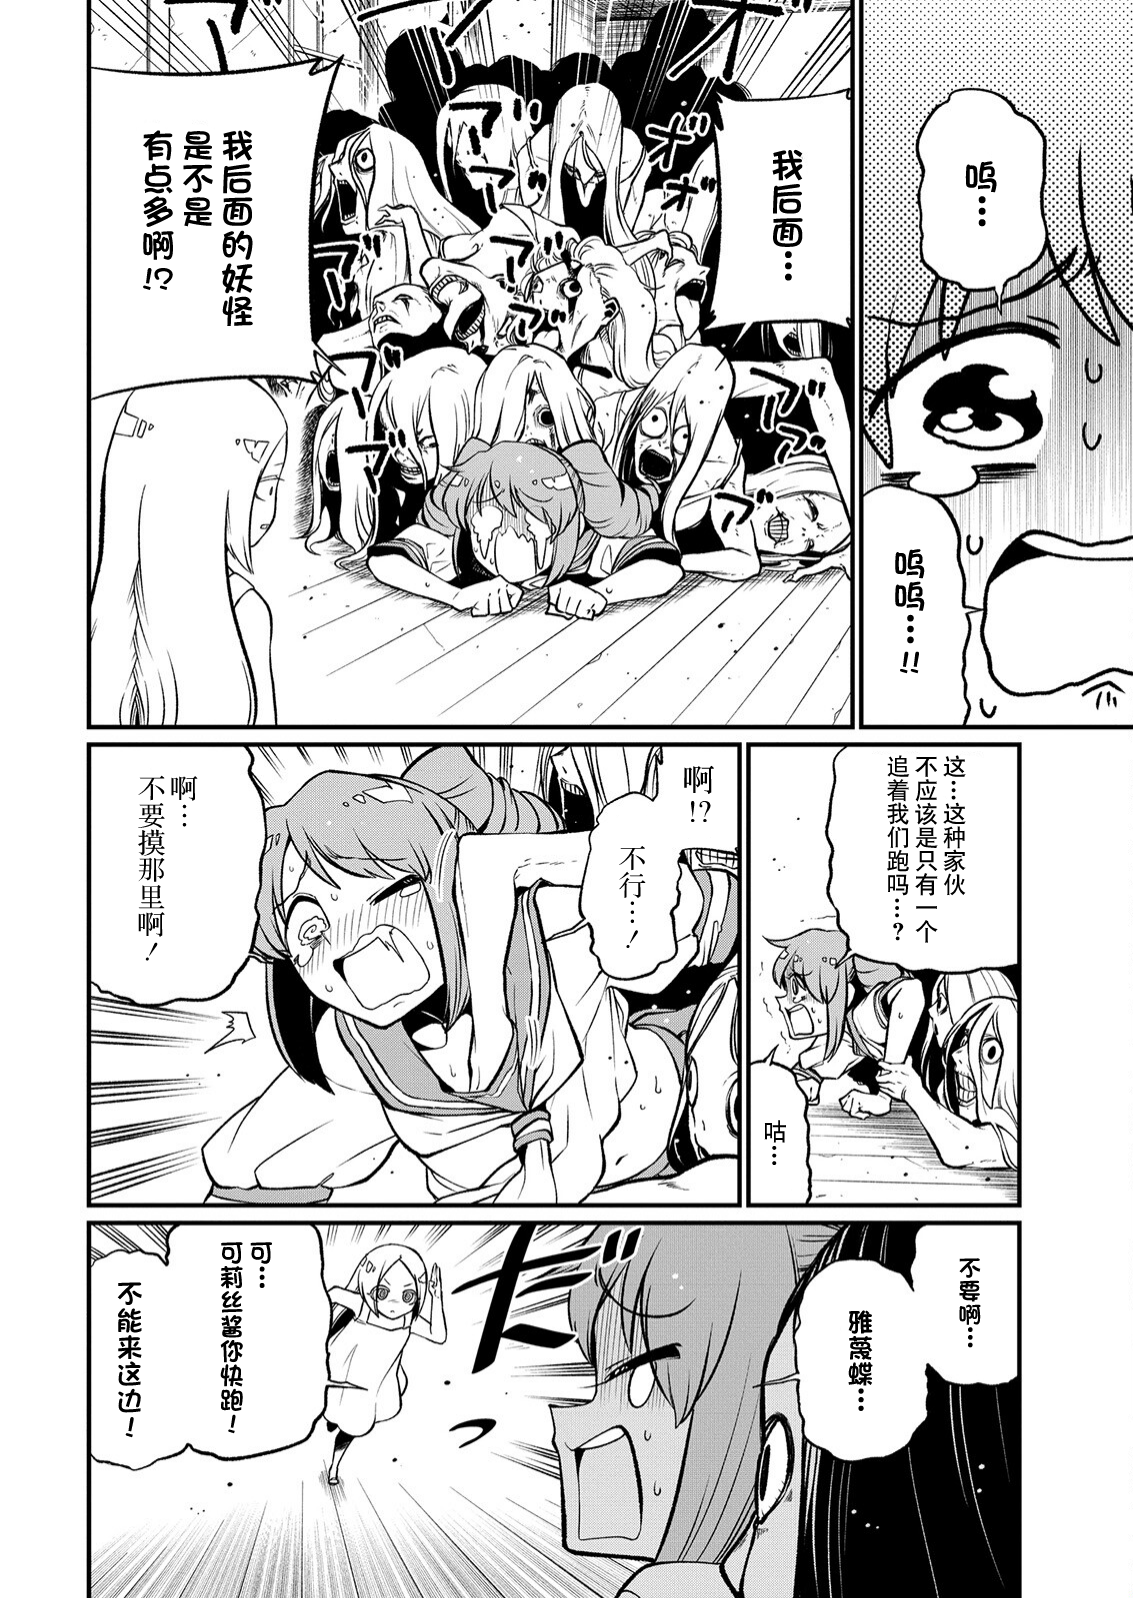 呜…
呜呜…!!
我后面…
我后面的妖怪
是不是
有点多啊!?
这…这种家伙
不应该是只有一个
追着我们跑吗…?
咕…
啊!?
不行…!
啊…
不要摸那里啊!
不要啊…
雅蔑蝶…
可…
可莉丝酱你快跑!
不能来这边!